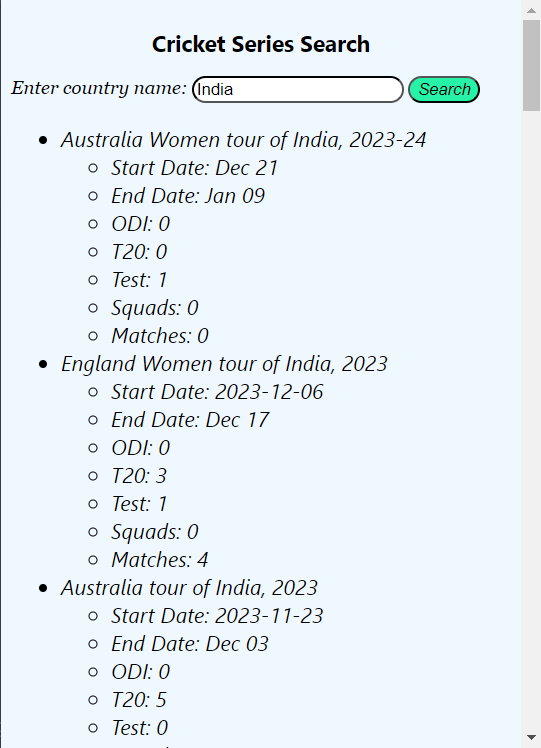 Cricket Series Search
Enter country name: India Search
Australia Women tour of India, 2023-24
Start Date: Dec 21
End Date: Jan 09
ODI: 0
T20: 0
Test: 1
Squads: 0
Matches: 0
England Women tour of India, 2023
Start Date: 2023-12-06
End Date: Dec 17
ODI: 0
T20: 3
Test: 1
Squads: 0
Matches: 4
Australia tour of India, 2023
Start Date: 2023-11-23
End Date: Dec 03
ODI: 0
T20: 5
Test: 0